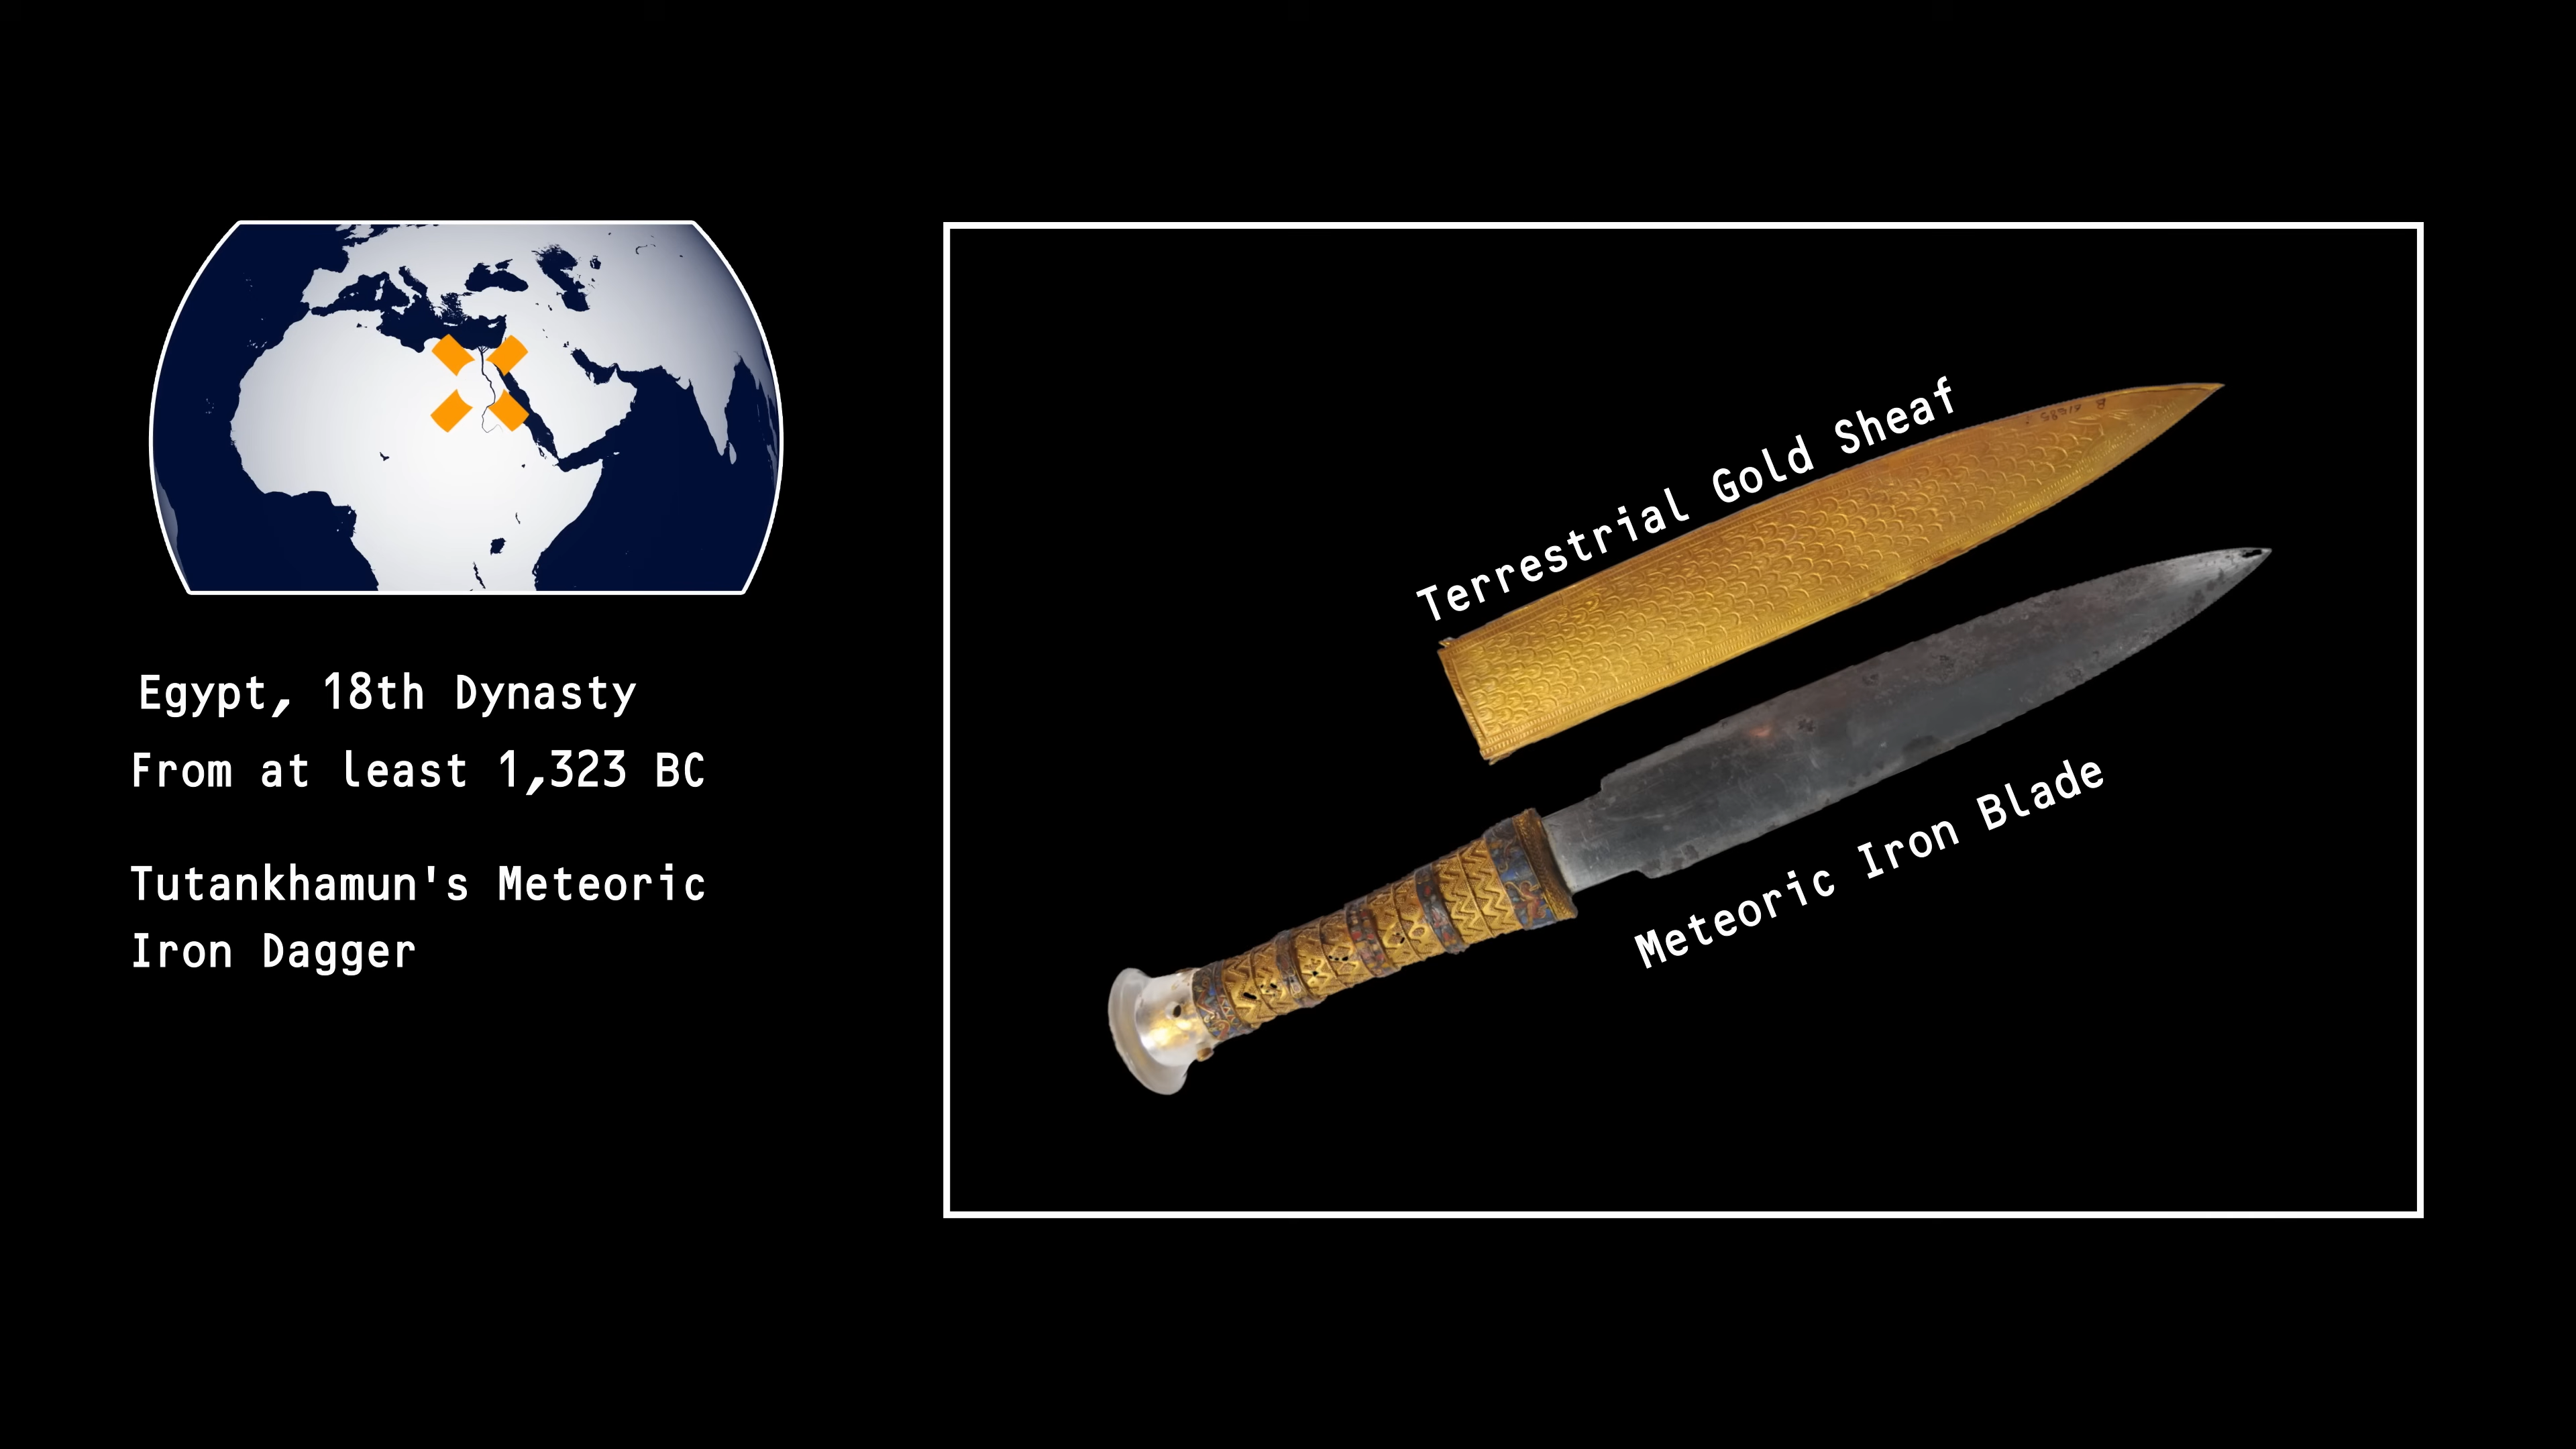 Egypt, 18th Dynasty
From at least 1,323 BC
Tutankhamun's Meteoric
Iron Dagger
Terrestrial Gold Sheaf
Meteoric Iron Blade